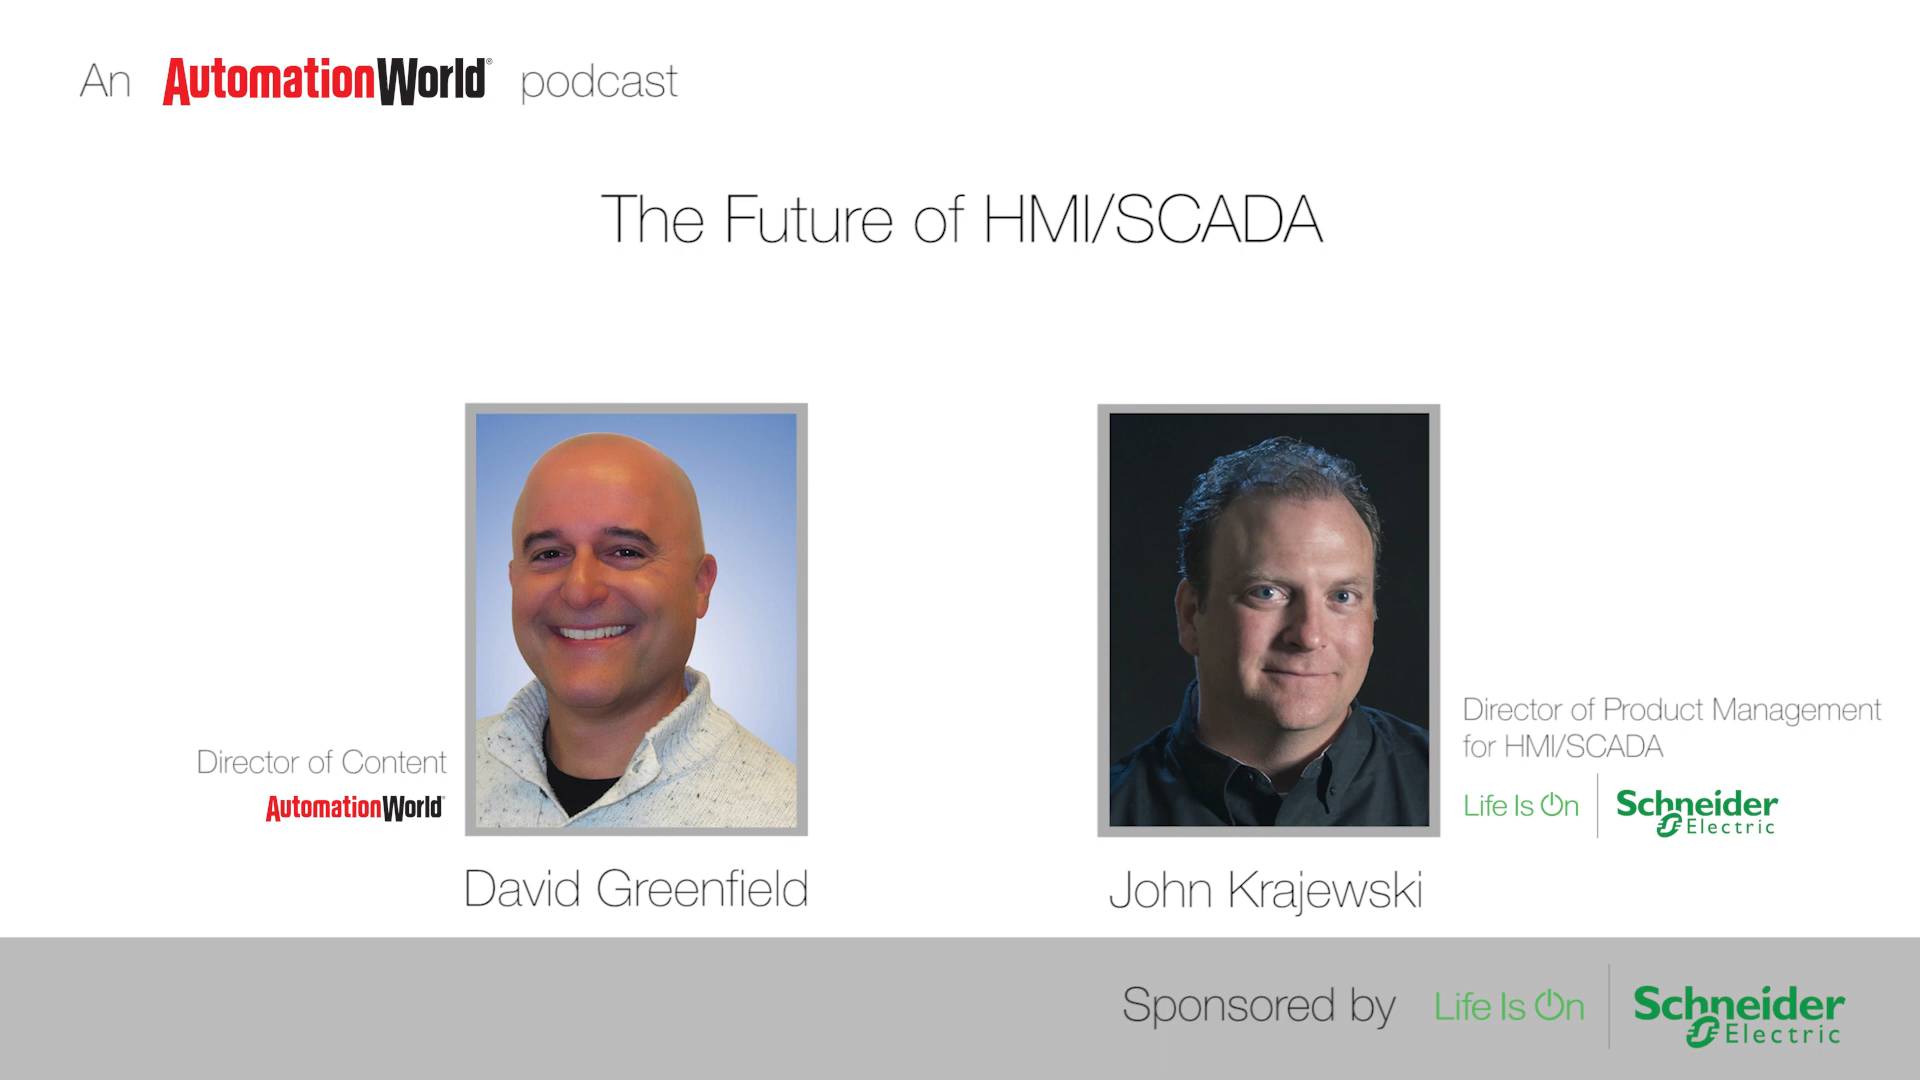 An AutomationWorld® podcast
The Future of HMI/SCADA
Director of Content
AutomationWorld
David Greenfield
Director of Product Management
for HMI/SCADA
Life Is On Schneider Electric
John Krajewski
Sponsored by Life Is On Schneider Electric